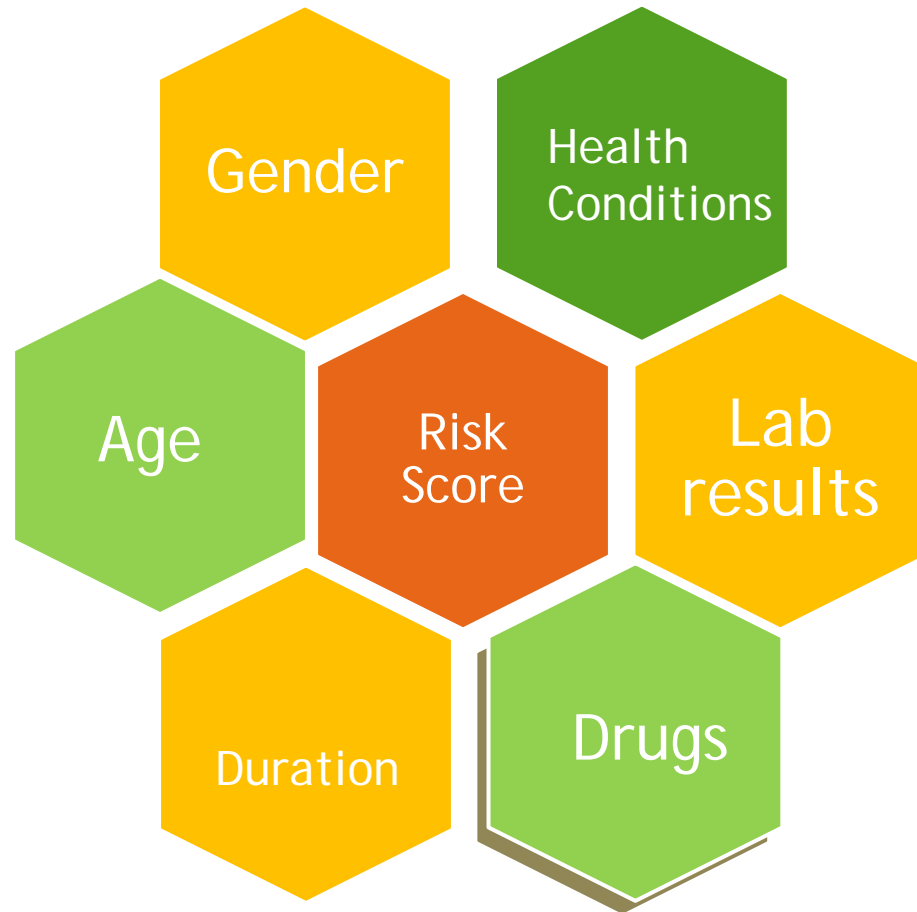 Gender
Health
Conditions
Age
Risk
Score
Lab
results
Duration
Drugs